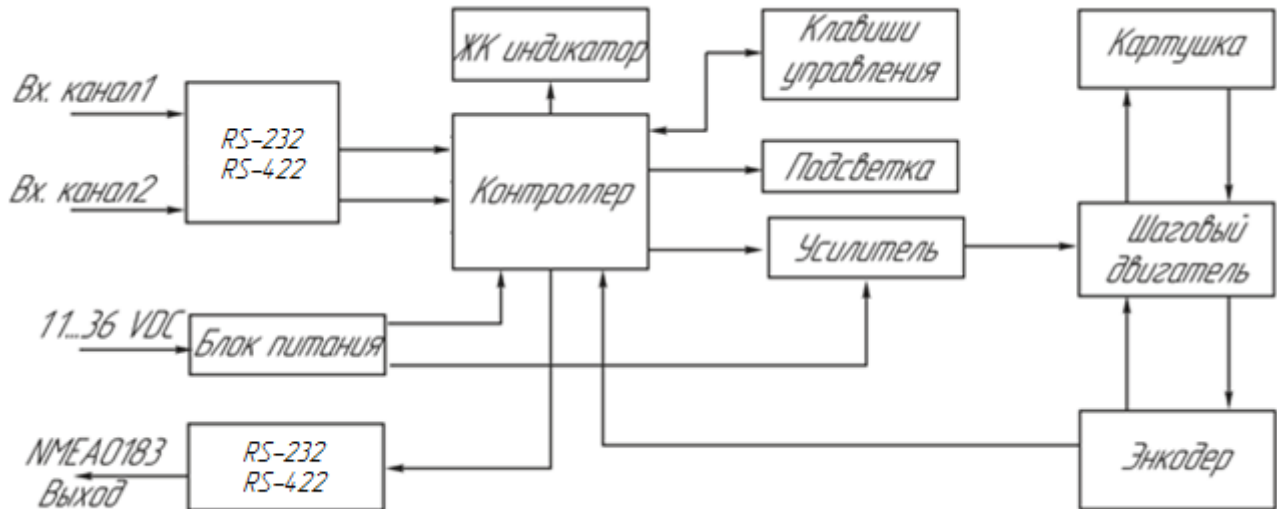 ЖК индикатор
Клавиши
управления
Картушка
Вх. канал1
RS-232
RS-422
Вх. канал2
Контроллер
Подсветка
Усилитель
Шаговый
двигатель
11...36 VDC
Блок питания
NMEA0183
Выход
RS-232
RS-422
Энкодер